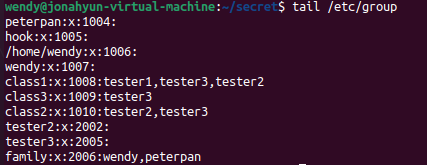 wendy@jonahyun-virtual-machine:~/secret$ tail /etc/group
peterpan:x:1004:
hook:x:1005:
/home/wendy:x:1006:
wendy:x:1007:
class1:x:1008:tester1,tester3,tester2
class3:x:1009:tester3
class2:x:1010:tester2,tester3
tester2:x:2002:
tester3:x:2005:
family:x:2006:wendy,peterpan